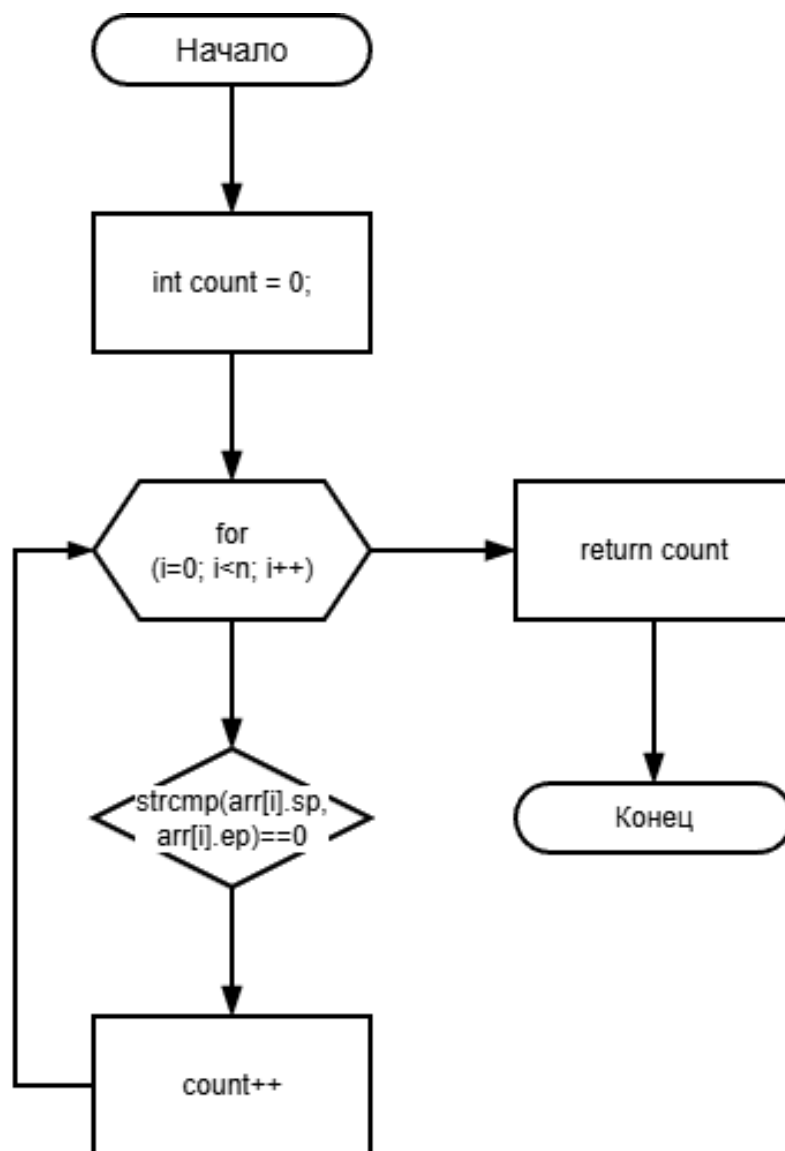 Начало
int count = 0;
for
(i=0; i<n; i++)
return count
strcmp(arr[i].sp,
arr[i].ep)==0
Конец
count++